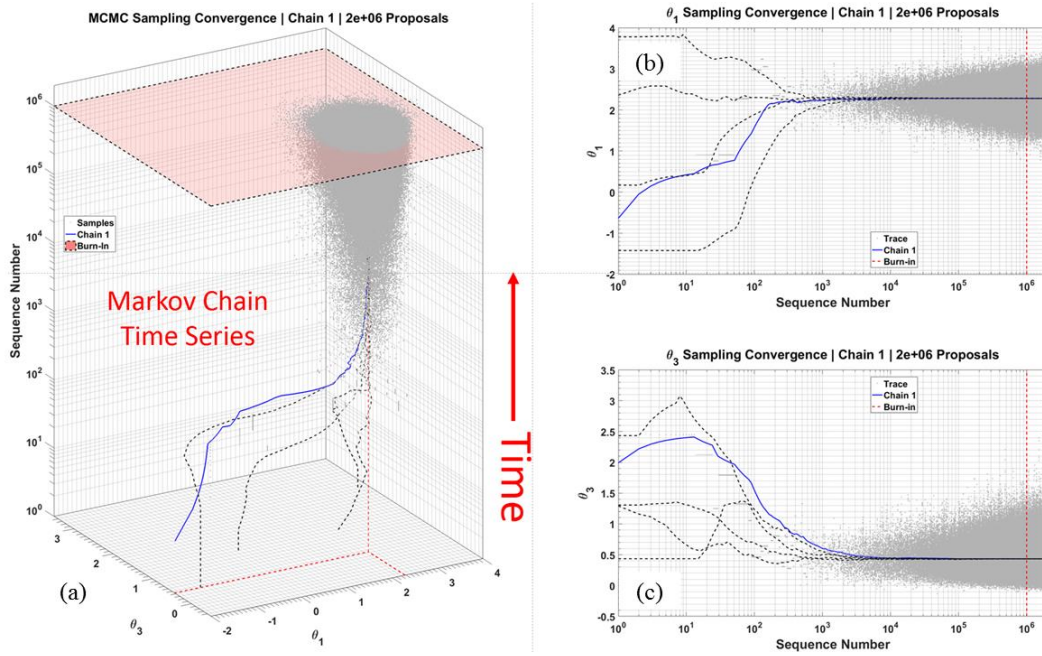 MCMC Sampling Convergence | Chain 1 | 2e+06 Proposals
10^6
10^5
10^4
10^3
10^2
10^1
10^0
Sequence Number
Samples
Chain 1
Burn-In
Markov Chain
Time Series
Time
3
2
1
0
θ_3
-2
-1
0
1
2
3
4
θ_1
(a)
θ_1 Sampling Convergence | Chain 1 | 2e+06 Proposals
(b)
4
3
2
1
0
-1
-2
θ_1
Trace
Chain 1
Burn-in
10^0 10^1 10^2 10^3 10^4 10^5 10^6
Sequence Number
θ_3 Sampling Convergence | Chain 1 | 2e+06 Proposals
3.5
3
2.5
2
1.5
1
0.5
0
-0.5
θ_3
Trace
Chain 1
Burn-in
(c)
10^0 10^1 10^2 10^3 10^4 10^5 10^6
Sequence Number